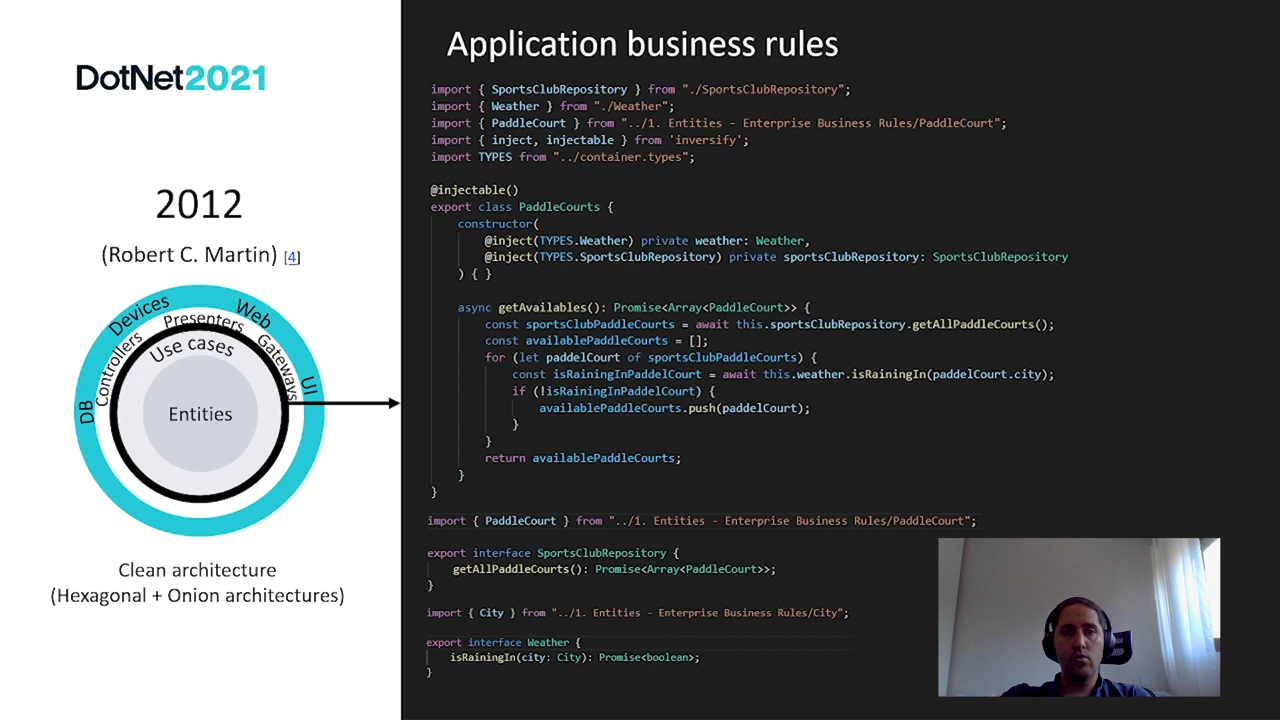 DotNet2021
2012
(Robert C. Martin) [4]
Devices
Web
Presenters
Controllers
Use cases
Gateways
DB
UI
Entities
Clean architecture
(Hexagonal + Onion architectures)
Application business rules
import { SportsClubRepository } from "./SportsClubRepository";
import { Weather } from "./Weather";
import { PaddleCourt } from "../1. Entities - Enterprise Business Rules/PaddleCourt";
import { inject, injectable } from 'inversify';
import TYPES from "../container.types";
@injectable()
export class PaddleCourts {
constructor(
@inject(TYPES.Weather) private weather: Weather,
@inject(TYPES.SportsClubRepository) private sportsClubRepository: SportsClubRepository
) { }
async getAvailables(): Promise<Array<PaddleCourt>> {
const sportsClubPaddleCourts = await this.sportsClubRepository.getAllPaddleCourts();
const availablePaddleCourts = [];
for (let paddelCourt of sportsClubPaddleCourts) {
const isRainingInPaddelCourt = await this.weather.isRainingIn(paddelCourt.city);
if (!isRainingInPaddelCourt) {
availablePaddleCourts.push(paddelCourt);
}
}
return availablePaddleCourts;
}
}
import { PaddleCourt } from "../1. Entities - Enterprise Business Rules/PaddleCourt";
export interface SportsClubRepository {
getAllPaddleCourts(): Promise<Array<PaddleCourt>>;
}
import { City } from "../1. Entities - Enterprise Business Rules/City";
export interface Weather {
isRainingIn(city: City): Promise<boolean>;
}